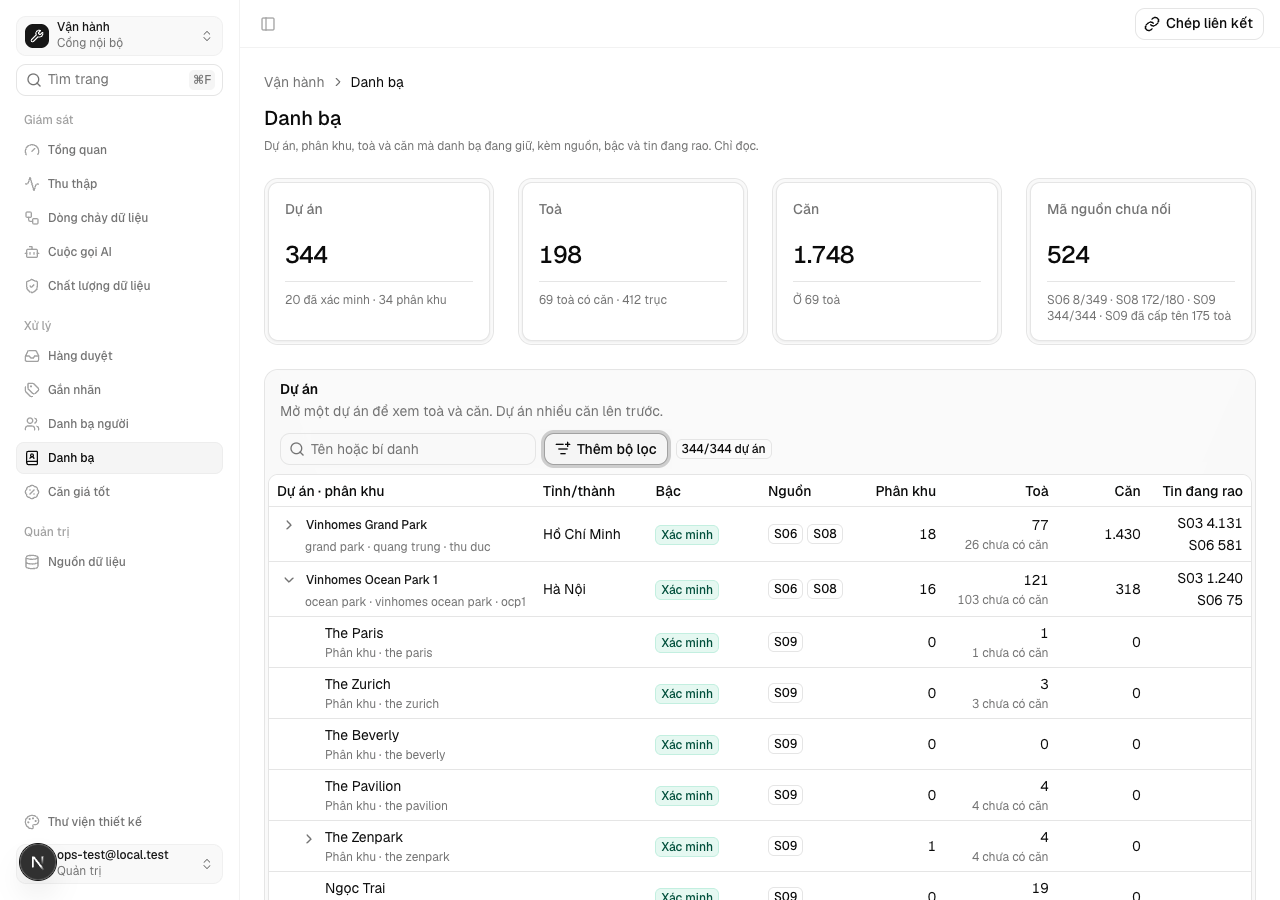 Vận hành
Cổng nội bộ
Tìm trang ⌘F
Giám sát
Tổng quan
Thu thập
Dòng chảy dữ liệu
Cuộc gọi AI
Chất lượng dữ liệu
Xử lý
Hàng duyệt
Gắn nhãn
Danh bạ người
Danh bạ
Căn giá tốt
Quản trị
Nguồn dữ liệu
Thư viện thiết kế
N
ops-test@local.test
Quản trị
Chép liên kết
Vận hành > Danh bạ
Danh bạ
Dự án, phân khu, toà và căn mà danh bạ đang giữ, kèm nguồn, bậc và tin đang rao. Chỉ đọc.
Dự án
344
20 đã xác minh · 34 phân khu
Toà
198
69 toà có căn · 412 trục
Căn
1.748
Ở 69 toà
Mã nguồn chưa nối
524
S06 8/349 · S08 172/180 · S09
344/344 · S09 đã cấp tên 175 toà
Dự án
Mở một dự án để xem toà và căn. Dự án nhiều căn lên trước.
Tên hoặc bí danh Thêm bộ lọc 344/344 dự án
Dự án · phân khu Tỉnh/thành Bậc Nguồn Phân khu Toà Căn Tin đang rao
Vinhomes Grand Park Hồ Chí Minh Xác minh S06 S08 18 77 1.430 S03 4.131
grand park · quang trung · thu duc 26 chưa có căn S06 581
Vinhomes Ocean Park 1 Hà Nội Xác minh S06 S08 16 121 318 S03 1.240
ocean park · vinhomes ocean park · ocp1 103 chưa có căn S06 75
The Paris Xác minh S09 0 1 0
Phân khu · the paris 1 chưa có căn
The Zurich Xác minh S09 0 3 0
Phân khu · the zurich 3 chưa có căn
The Beverly Xác minh S09 0 0 0
Phân khu · the beverly
The Pavilion Xác minh S09 0 4 0
Phân khu · the pavilion 4 chưa có căn
The Zenpark Xác minh S09 1 4 0
Phân khu · the zenpark 4 chưa có căn
Ngọc Trai Xác minh S09 0 19 0